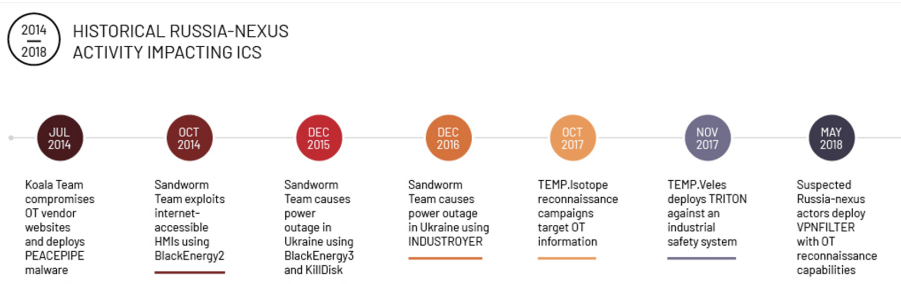 2014
2018
HISTORICAL RUSSIA-NEXUS
ACTIVITY IMPACTING ICS
JUL
2014
Koala Team
compromises
OT vendor
websites
and deploys
PEACEPIPE
malware
OCT
2014
Sandworm
Team exploits
internet-
accessible
HMIs using
BlackEnergy2
DEC
2015
Sandworm
Team causes
power
outage in
Ukraine using
BlackEnergy3
and KillDisk
DEC
2016
Sandworm
Team causes
power outage
in Ukraine using
INDUSTROYER
OCT
2017
TEMP.Isotope
reconnaissance
campaigns
target OT
information
NOV
2017
TEMP.Veles
deploys TRITON
against an
industrial
safety system
MAY
2018
Suspected
Russia-nexus
actors deploy
VPNFILTER
with OT
reconnaissance
capabilities